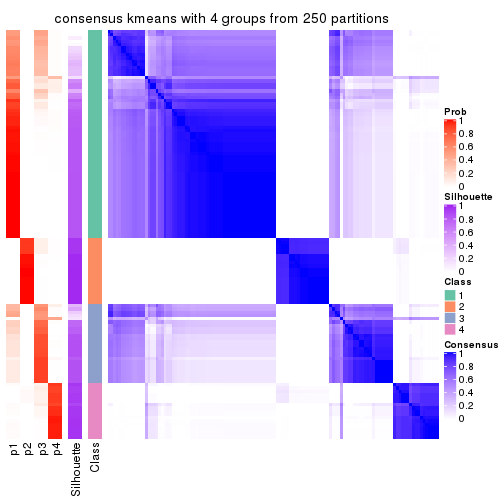 consensus kmeans with 4 groups from 250 partitions
Prob
1
0.8
0.6
0.4
0.2
0
Silhouette
1
0.8
0.6
0.4
0.2
0
Class
1
2
3
4
Consensus
1
0.8
0.6
0.4
0.2
0
p1
p2
p3
p4
Silhouette
Class